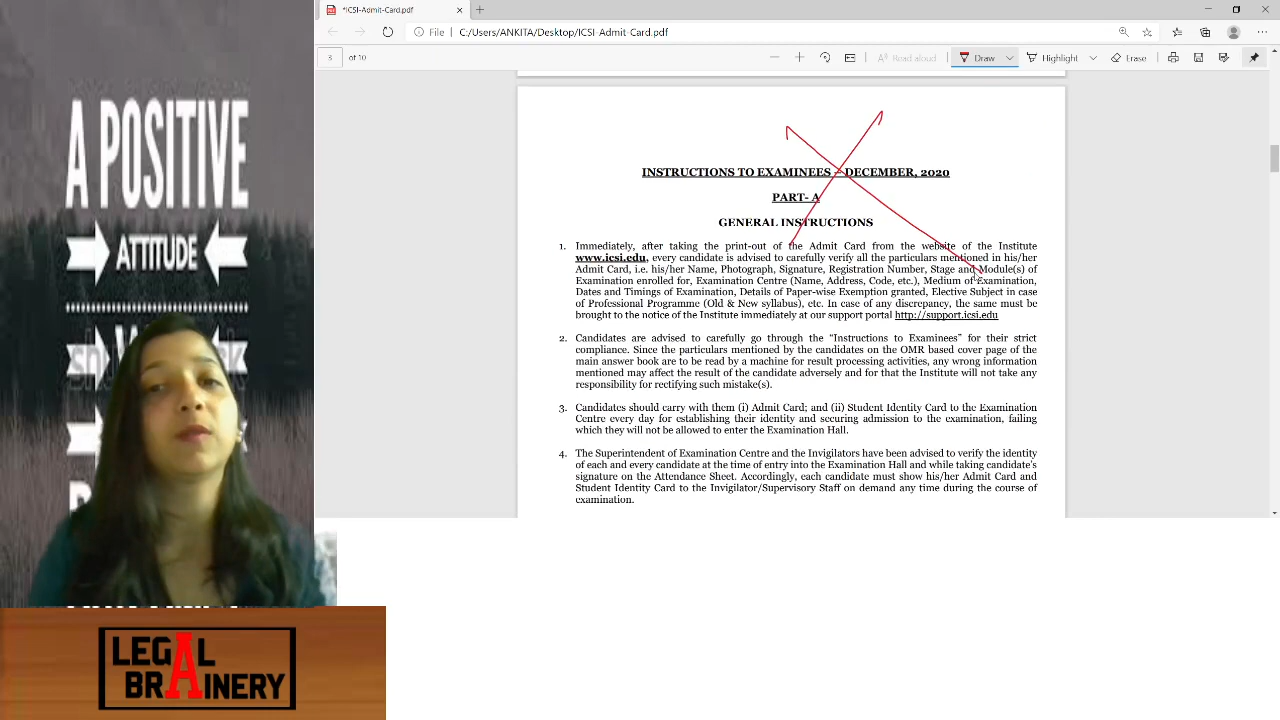 *ICSI-Admit-Card.pdf
File
C:/Users/ANKITA/Desktop/ICSI-Admit-Card.pdf
3 of 10
Read aloud
Draw
Highlight
Erase
A POSITIVE
ATTITUDE
INSTRUCTIONS TO EXAMINEES – DECEMBER, 2020
PART- A
GENERAL INSTRUCTIONS
1. Immediately, after taking the print-out of the Admit Card from the website of the Institute
www.icsi.edu, every candidate is advised to carefully verify all the particulars mentioned in his/her
Admit Card, i.e. his/her Name, Photograph, Signature, Registration Number, Stage and Module(s) of
Examination enrolled for, Examination Centre (Name, Address, Code, etc.), Medium of Examination,
Dates and Timings of Examination, Details of Paper-wise Exemption granted, Elective Subject in case
of Professional Programme (Old & New syllabus), etc. In case of any discrepancy, the same must be
brought to the notice of the Institute immediately at our support portal http://support.icsi.edu
2. Candidates are advised to carefully go through the “Instructions to Examinees” for their strict
compliance. Since the particulars mentioned by the candidates on the OMR based cover page of the
main answer book are to be read by a machine for result processing activities, any wrong information
mentioned may affect the result of the candidate adversely and for that the Institute will not take any
responsibility for rectifying such mistake(s).
3. Candidates should carry with them (i) Admit Card; and (ii) Student Identity Card to the Examination
Centre every day for establishing their identity and securing admission to the examination, failing
which they will not be allowed to enter the Examination Hall.
4. The Superintendent of Examination Centre and the Invigilators have been advised to verify the identity
of each and every candidate at the time of entry into the Examination Hall and while taking candidate's
signature on the Attendance Sheet. Accordingly, each candidate must show his/her Admit Card and
Student Identity Card to the Invigilator/Supervisory Staff on demand any time during the course of
examination.
LEGAL
BRAINERY